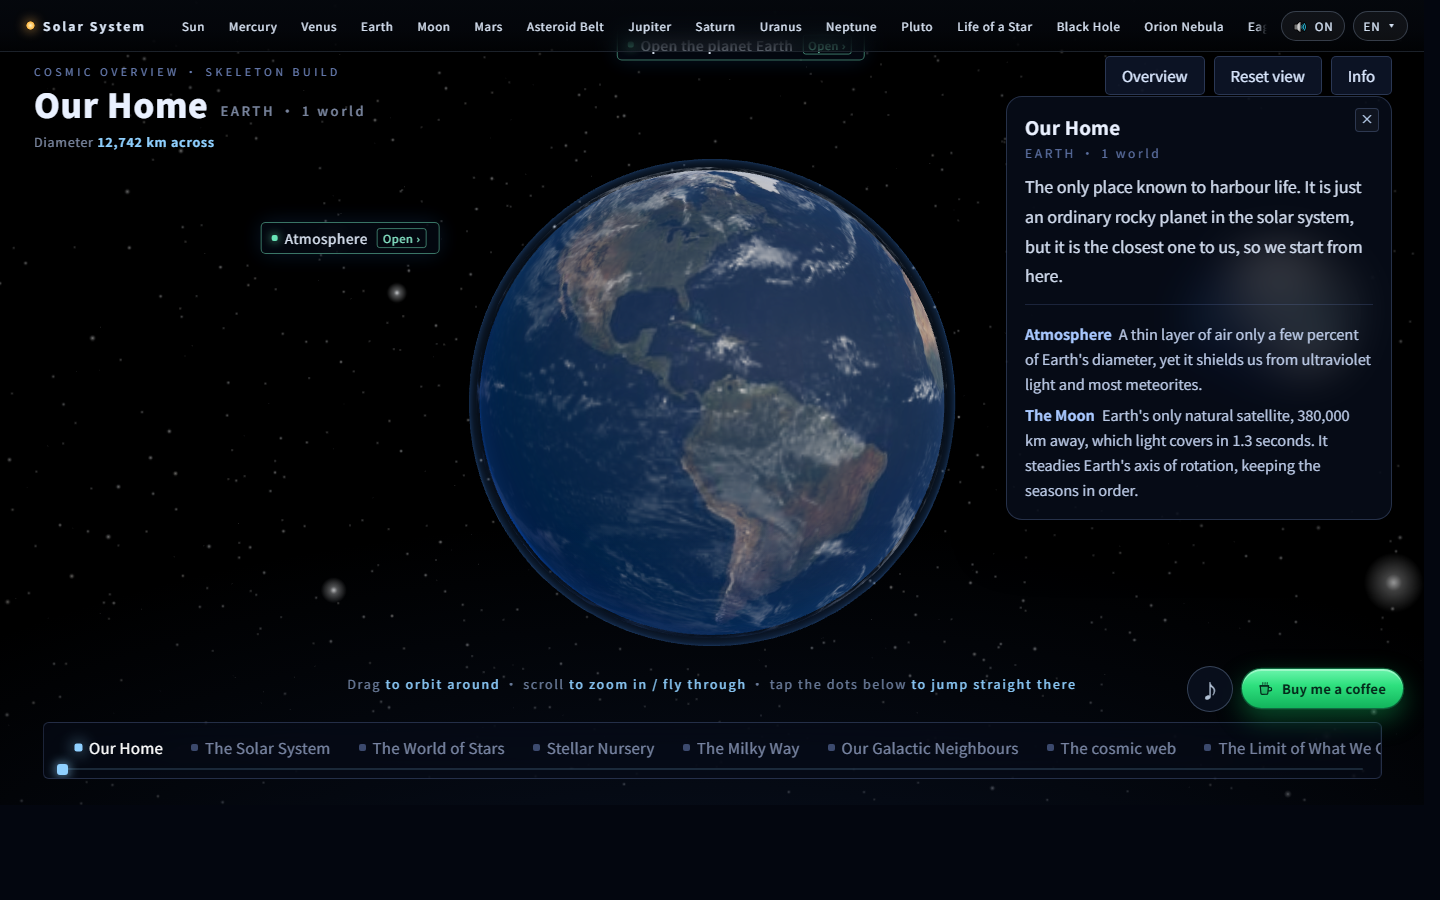 Solar System Sun Mercury Venus Earth Moon Mars Asteroid Belt Jupiter Saturn Uranus Neptune Pluto Life of a Star Black Hole Orion Nebula ON EN
Open the planet Earth Open ›
COSMIC OVERVIEW • SKELETON BUILD
Our Home EARTH • 1 world
Diameter 12,742 km across
Overview Reset view Info
Our Home
EARTH • 1 world
The only place known to harbour life. It is just
an ordinary rocky planet in the solar system,
but it is the closest one to us, so we start from
here.
Atmosphere A thin layer of air only a few percent
of Earth's diameter, yet it shields us from ultraviolet
light and most meteorites.
The Moon Earth's only natural satellite, 380,000
km away, which light covers in 1.3 seconds. It
steadies Earth's axis of rotation, keeping the
seasons in order.
Atmosphere Open ›
Drag to orbit around • scroll to zoom in / fly through • tap the dots below to jump straight there
Buy me a coffee
Our Home The Solar System The World of Stars Stellar Nursery The Milky Way Our Galactic Neighbours The cosmic web The Limit of What We